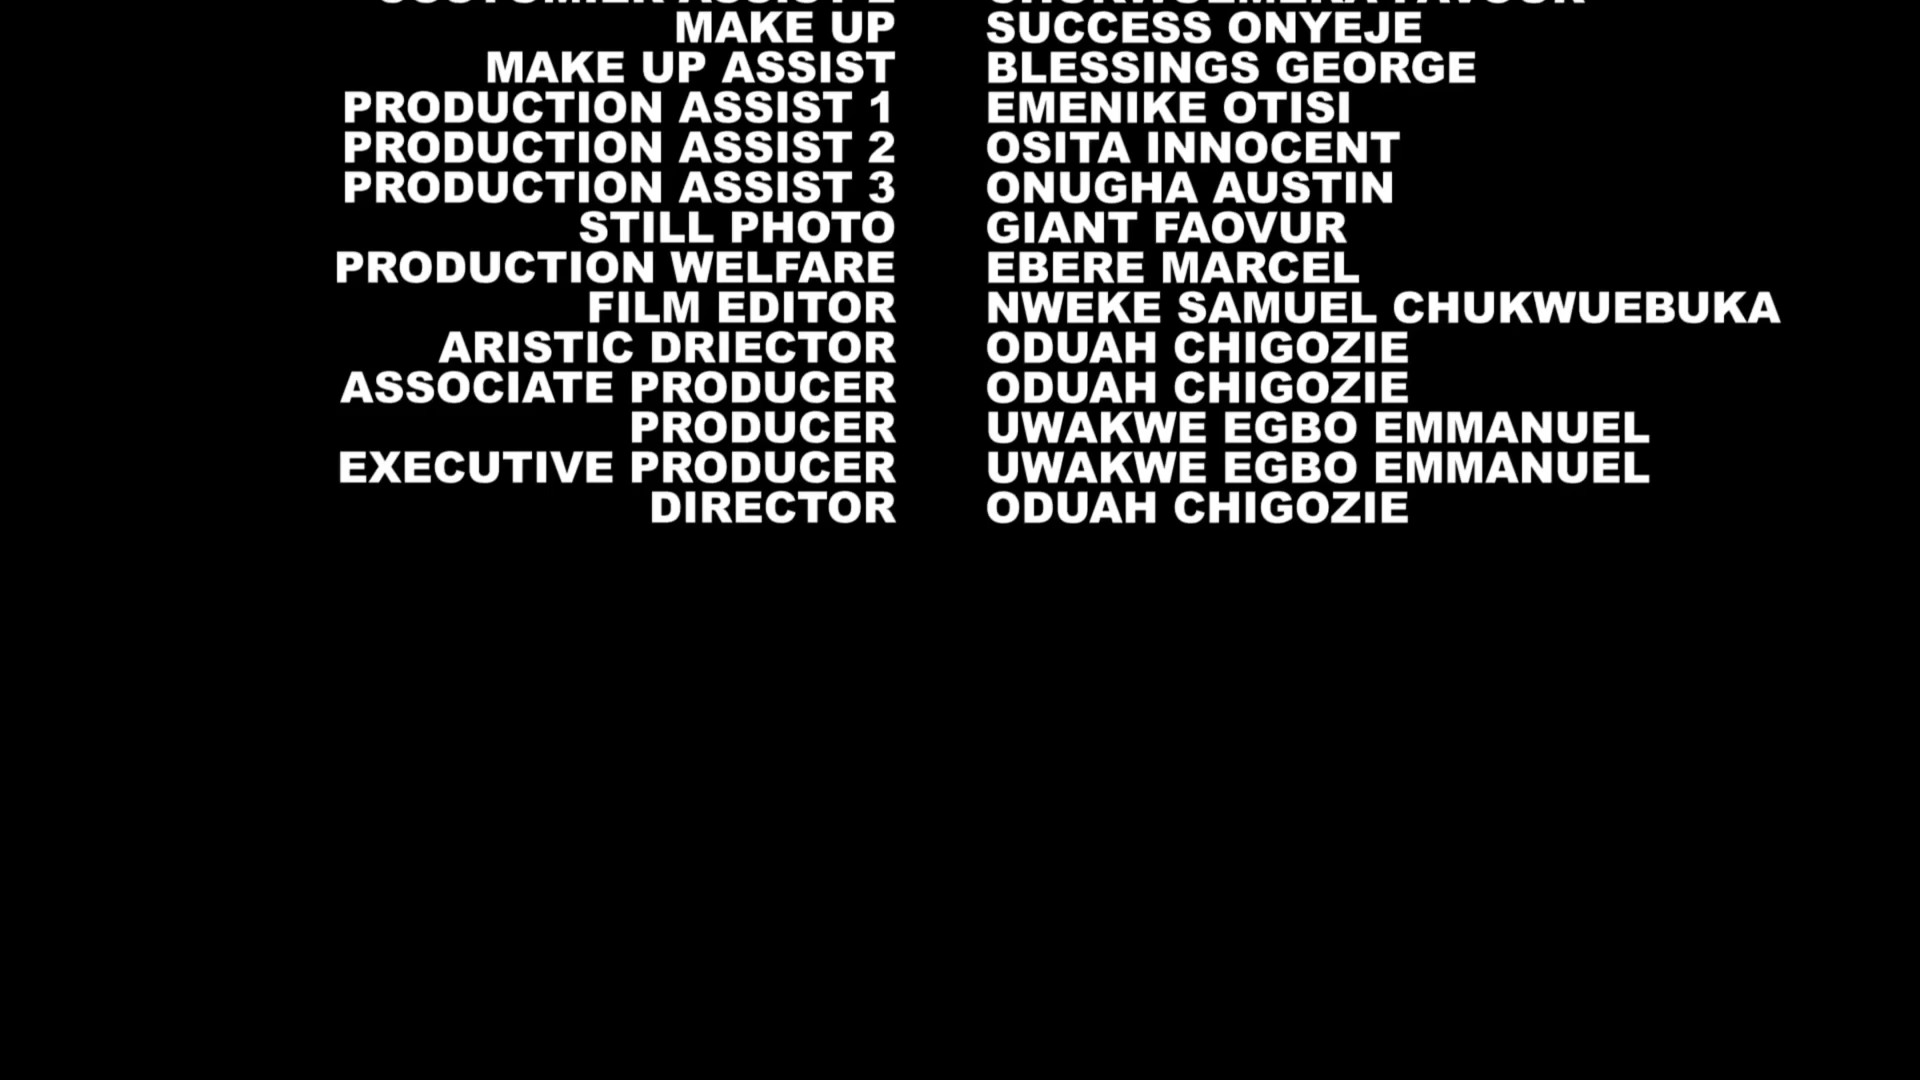 MAKE UP SUCCESS ONYEJE
MAKE UP ASSIST BLESSINGS GEORGE
PRODUCTION ASSIST 1 EMENIKE OTISI
PRODUCTION ASSIST 2 OSITA INNOCENT
PRODUCTION ASSIST 3 ONUGHA AUSTIN
STILL PHOTO GIANT FAOVUR
PRODUCTION WELFARE EBERE MARCEL
FILM EDITOR NWEKE SAMUEL CHUKWUEBUKA
ARISTIC DRIECTOR ODUAH CHIGOZIE
ASSOCIATE PRODUCER ODUAH CHIGOZIE
PRODUCER UWAKWE EGBO EMMANUEL
EXECUTIVE PRODUCER UWAKWE EGBO EMMANUEL
DIRECTOR ODUAH CHIGOZIE